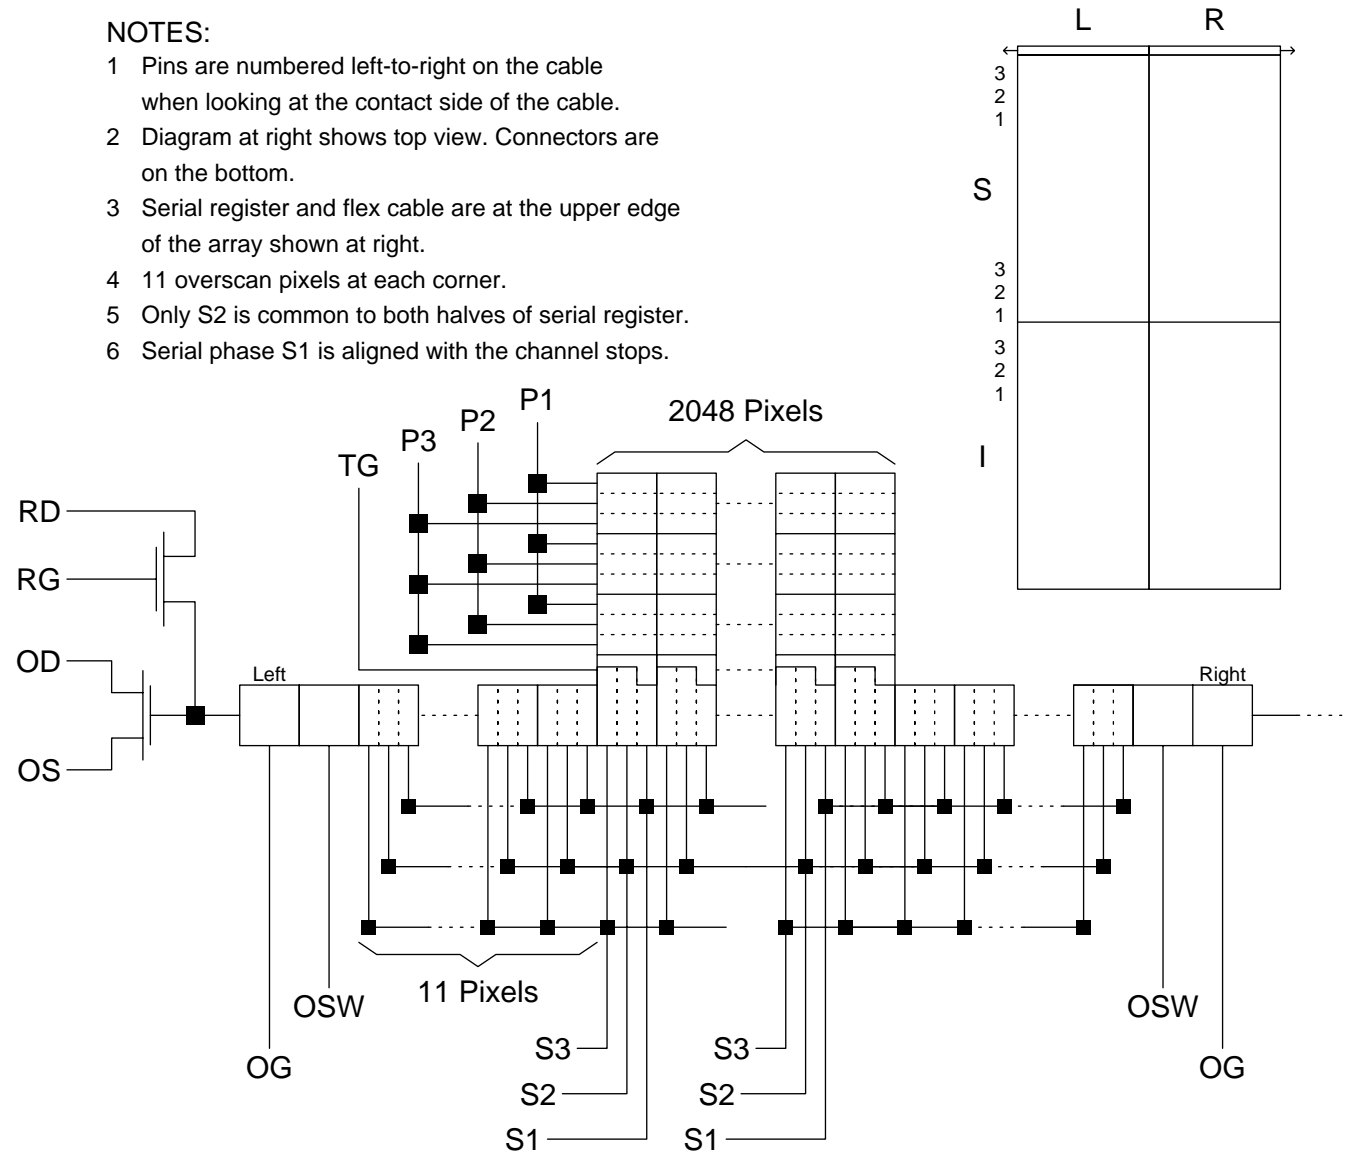 NOTES:
1 Pins are numbered left-to-right on the cable
when looking at the contact side of the cable.
2 Diagram at right shows top view. Connectors are
on the bottom.
3 Serial register and flex cable are at the upper edge
of the array shown at right.
4 11 overscan pixels at each corner.
5 Only S2 is common to both halves of serial register.
6 Serial phase S1 is aligned with the channel stops.
L R
3
2
1
S
3
2
1
3
2
1
I
P1
P2
P3
TG
2048 Pixels
RD
RG
OD
OS
Left
Right
11 Pixels
OSW
OG
S3
S2
S1
S3
S2
S1
OSW
OG